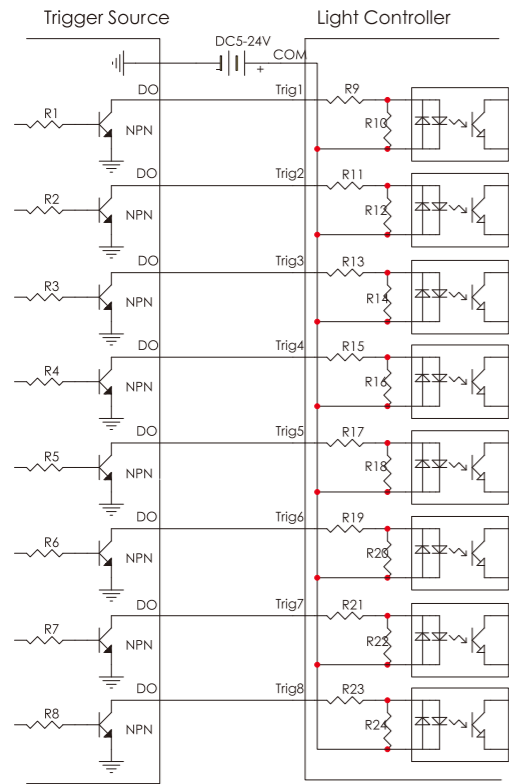 Trigger Source Light Controller
DC5-24V
COM
+
DO Trig1 R9
R1 R10
NPN
DO Trig2 R11
R2 R12
NPN
DO Trig3 R13
R3 R14
NPN
DO Trig4 R15
R4 R16
NPN
DO Trig5 R17
R5 R18
NPN
DO Trig6 R19
R6 R20
NPN
DO Trig7 R21
R7 R22
NPN
DO Trig8 R23
R8 R24
NPN